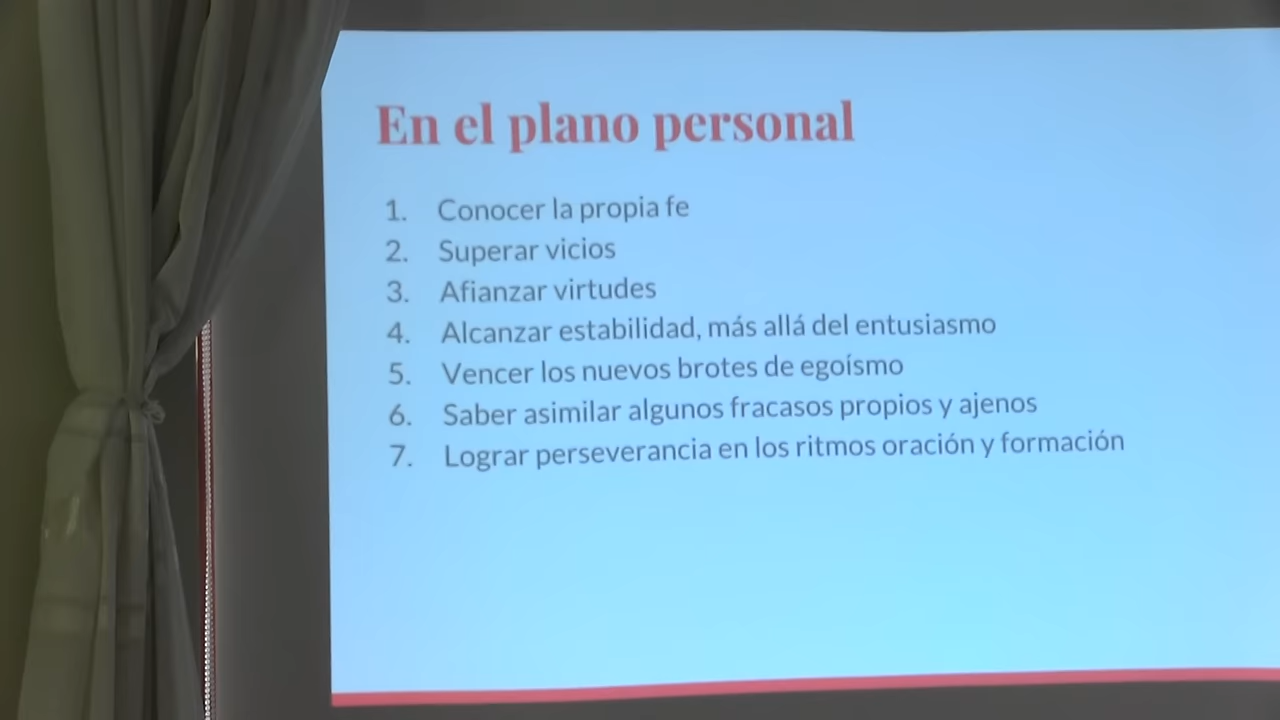 En el plano personal
1. Conocer la propia fe
2. Superar vicios
3. Afianzar virtudes
4. Alcanzar estabilidad, más allá del entusiasmo
5. Vencer los nuevos brotes de egoísmo
6. Saber asimilar algunos fracasos propios y ajenos
7. Lograr perseverancia en los ritmos oración y formación